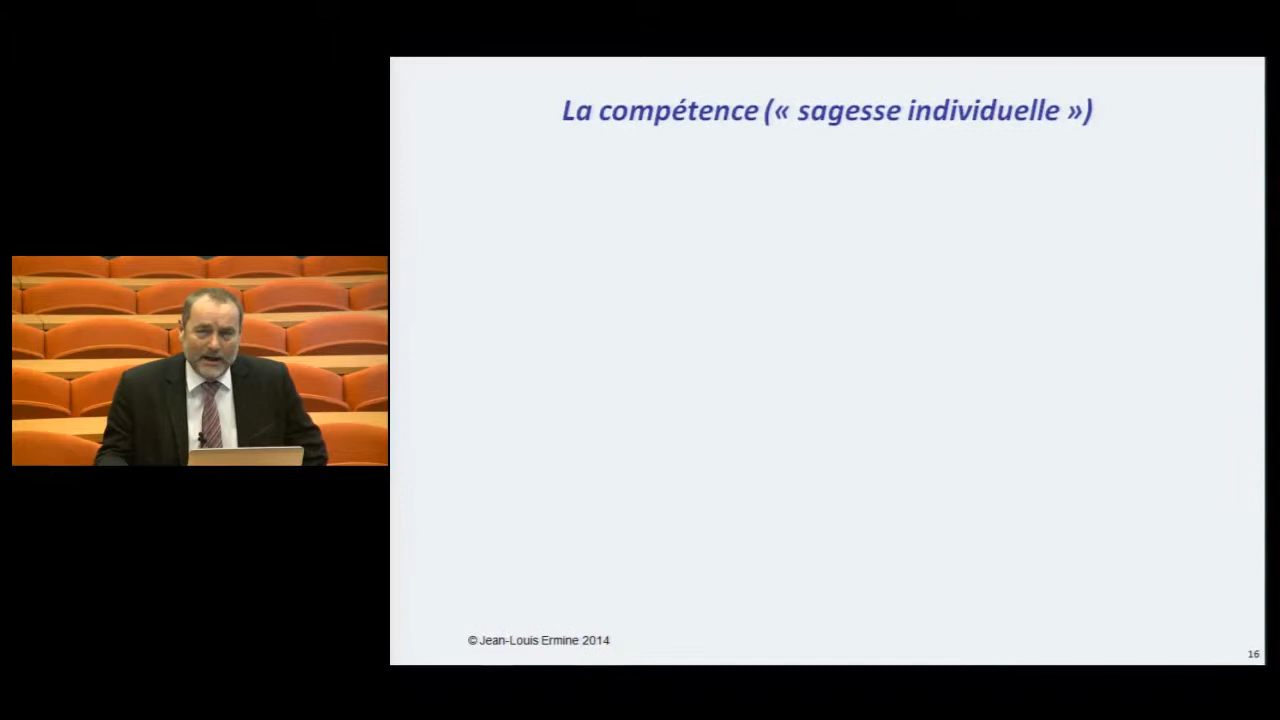 La compétence (« sagesse individuelle »)
© Jean-Louis Ermine 2014
16